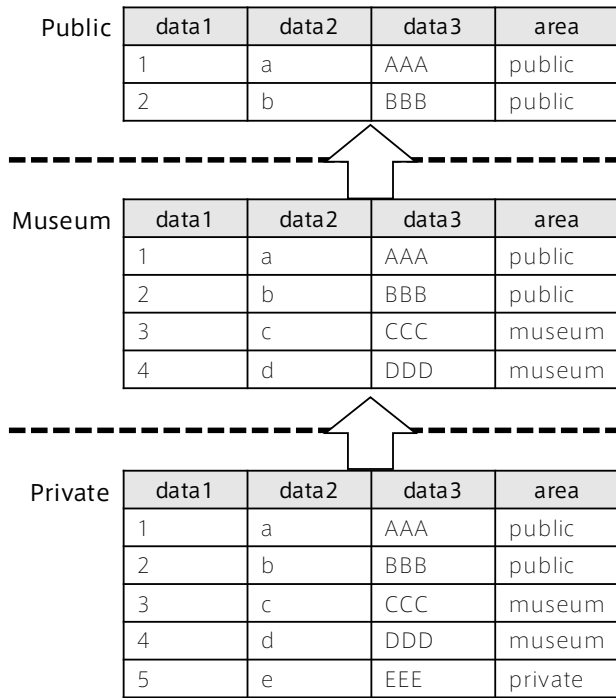 Public data1 data2 data3 area
1 a AAA public
2 b BBB public
Museum data1 data2 data3 area
1 a AAA public
2 b BBB public
3 c CCC museum
4 d DDD museum
Private data1 data2 data3 area
1 a AAA public
2 b BBB public
3 c CCC museum
4 d DDD museum
5 e EEE private